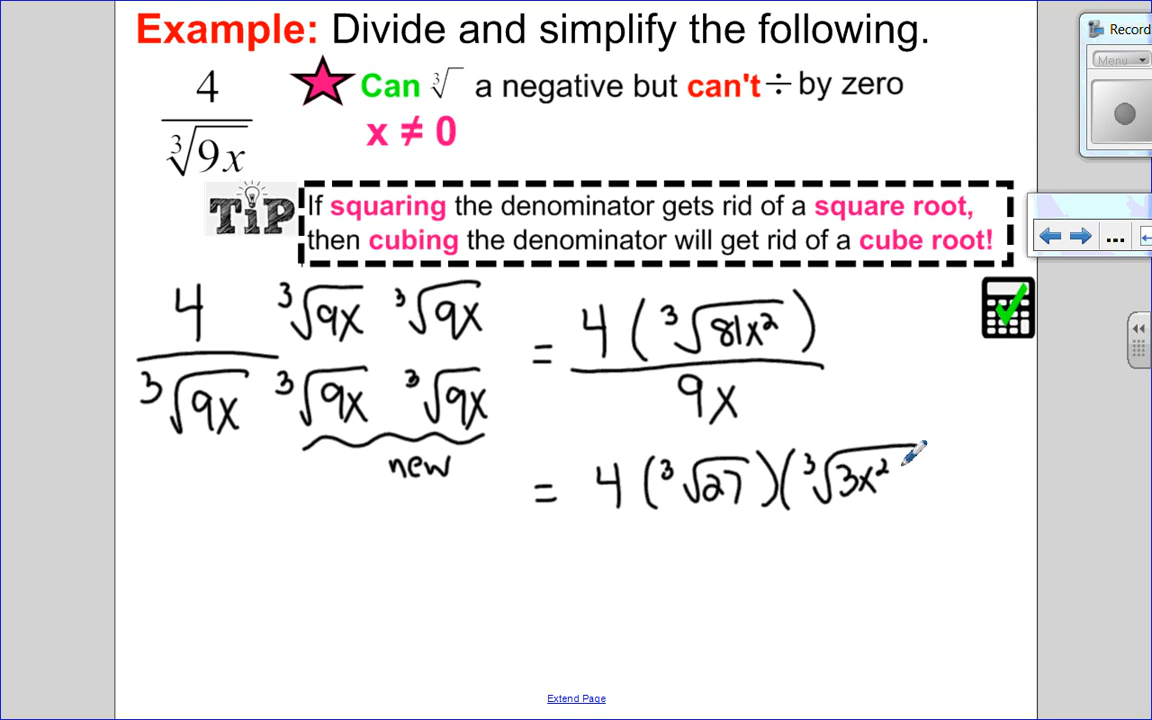 Example: Divide and simplify the following.
4
∛9x
Can ∛ a negative but can't ÷ by zero
x ≠ 0
TiP
If squaring the denominator gets rid of a square root,
then cubing the denominator will get rid of a cube root!
4 ∛9x ∛9x = 4(∛81x²)
∛9x ∛9x ∛9x 9x
new
= 4(∛27)(∛3x²
Extend Page
Record
Menu
...